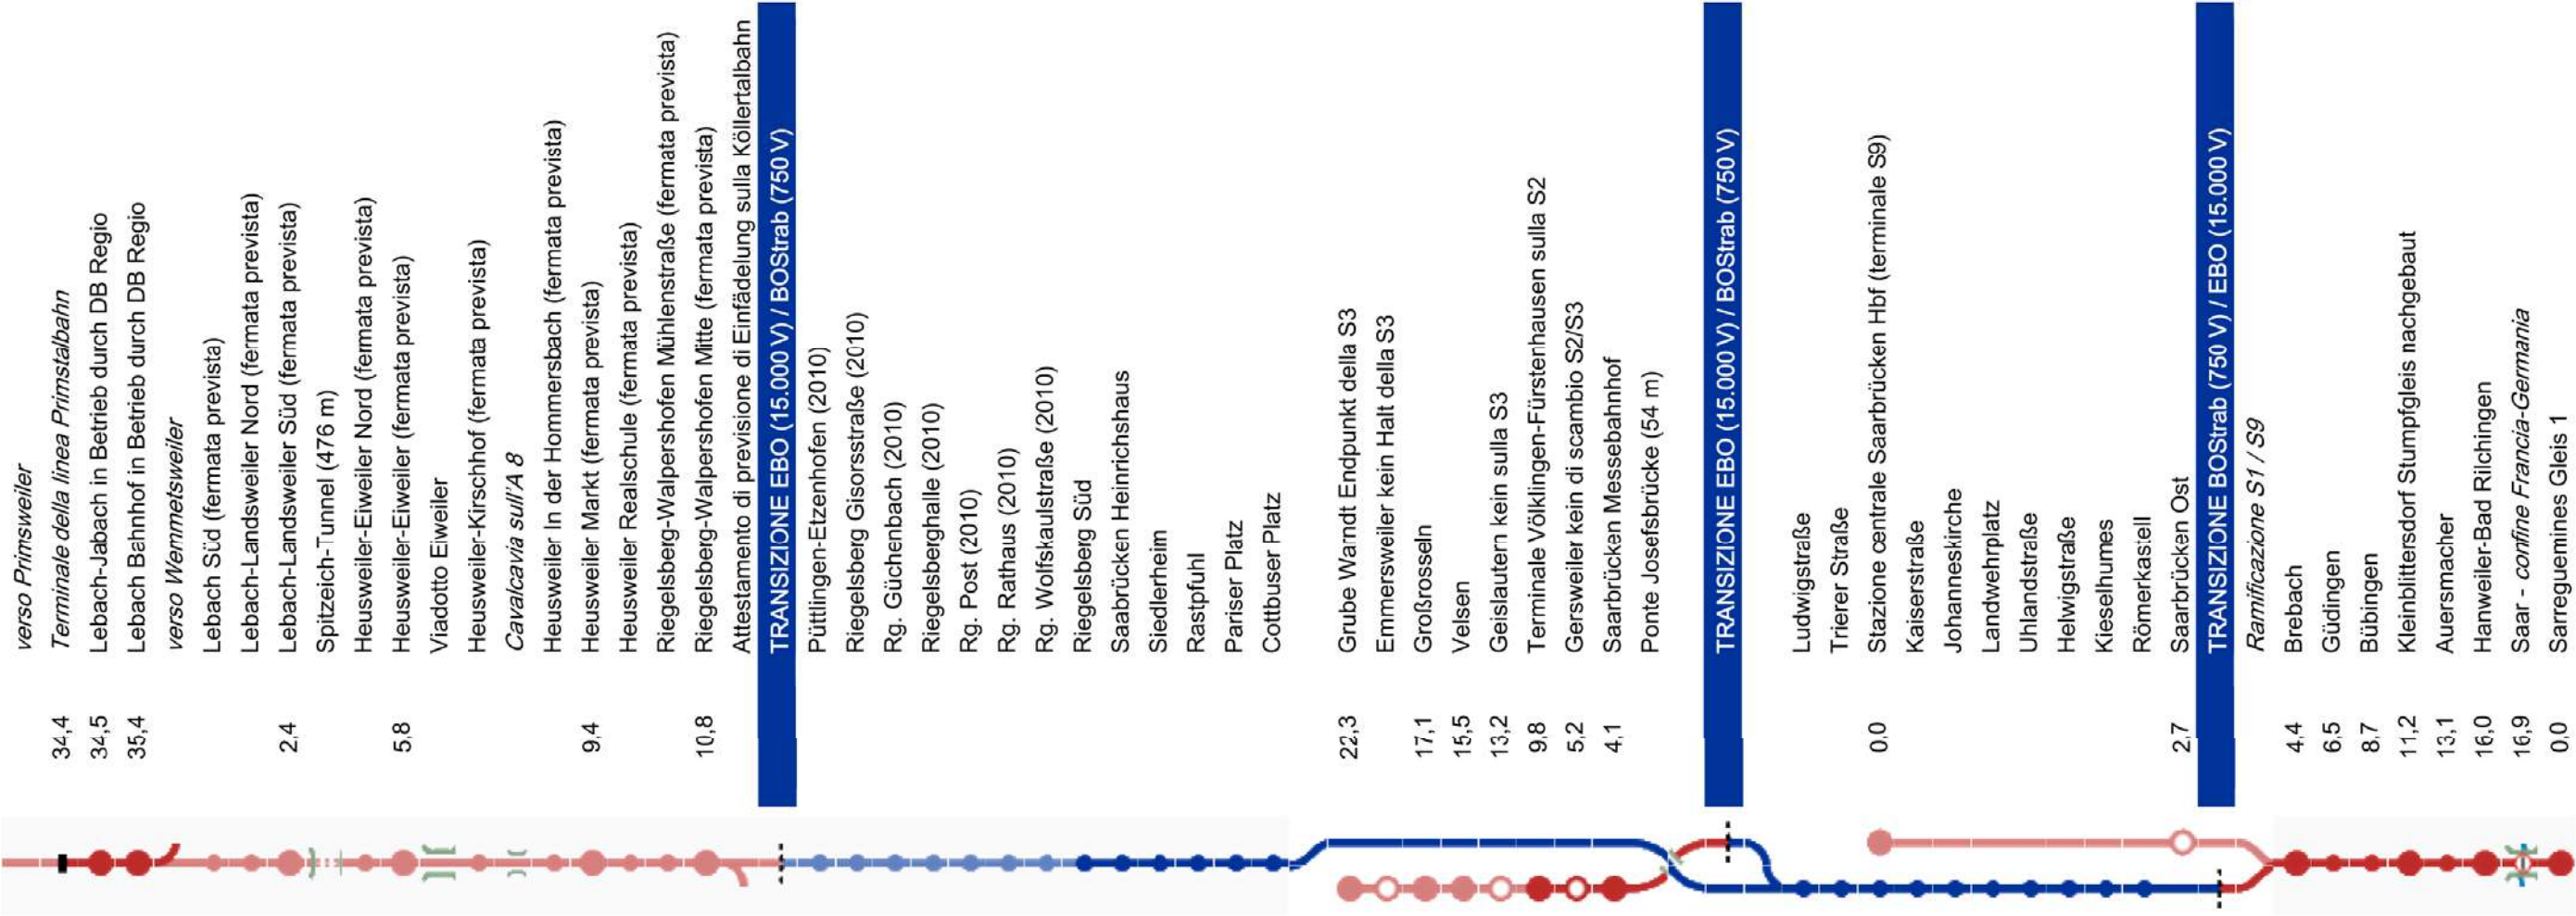 verso Primsweiler
34,4 Terminale della linea Primstalbahn
34,5 Lebach-Jabach in Betrieb durch DB Regio
35,4 Lebach Bahnhof in Betrieb durch DB Regio
verso Wemmetsweiler
Lebach Süd (fermata prevista)
Lebach-Landsweiler Nord (fermata prevista)
2,4 Lebach-Landsweiler Süd (fermata prevista)
Spitzeich-Tunnel (476 m)
Heusweiler-Eiweiler Nord (fermata prevista)
5,8 Heusweiler-Eiweiler (fermata prevista)
Viadotto Eiweiler
Heusweiler-Kirschhof (fermata prevista)
Cavalcavia sull'A 8
Heusweiler In der Hommersbach (fermata prevista)
9,4 Heusweiler Markt (fermata prevista)
Heusweiler Realschule (fermata prevista)
Riegelsberg-Walpershofen Mühlenstraße (fermata prevista)
10,8 Riegelsberg-Walpershofen Mitte (fermata prevista)
Attestamento di previsione di Einfädelung sulla Köllertalbahn
TRANSIZIONE EBO (15.000 V) / BOStrab (750 V)
Püttlingen-Etzenhofen (2010)
Riegelsberg Gisorsstraße (2010)
Rg. Güchenbach (2010)
Riegelsberghalle (2010)
Rg. Post (2010)
Rg. Rathaus (2010)
Rg. Wolfskaulstraße (2010)
Riegelsberg Süd
Saabrücken Heinrichshaus
Siedlerheim
Rastpfuhl
Pariser Platz
Cottbuser Platz
22,3 Grube Warndt Endpunkt della S3
Emmersweiler kein Halt della S3
17,1 Großrosseln
15,5 Velsen
13,2 Geislautern kein sulla S3
9,8 Terminale Völklingen-Fürstenhausen sulla S2
5,2 Gersweiler kein di scambio S2/S3
4,1 Saarbrücken Messebahnhof
Ponte Josefsbrücke (54 m)
TRANSIZIONE EBO (15.000 V) / BOStrab (750 V)
Ludwigstraße
Trierer Straße
0,0 Stazione centrale Saarbrücken Hbf (terminale S9)
Kaiserstraße
Johanneskirche
Landwehrplatz
Uhlandstraße
Helwigstraße
Kieselhumes
Römerkastell
2,7 Saarbrücken Ost
TRANSIZIONE BOStrab (750 V) / EBO (15.000 V)
Ramificazione S1 / S9
4,4 Brebach
6,5 Güdingen
8,7 Bübingen
11,2 Kleinblittersdorf Stumpfgleis nachgebaut
13,1 Auersmacher
16,0 Hanweiler-Bad Rilchingen
16,9 Saar - confine Francia-Germania
0,0 Sarreguemines Gleis 1